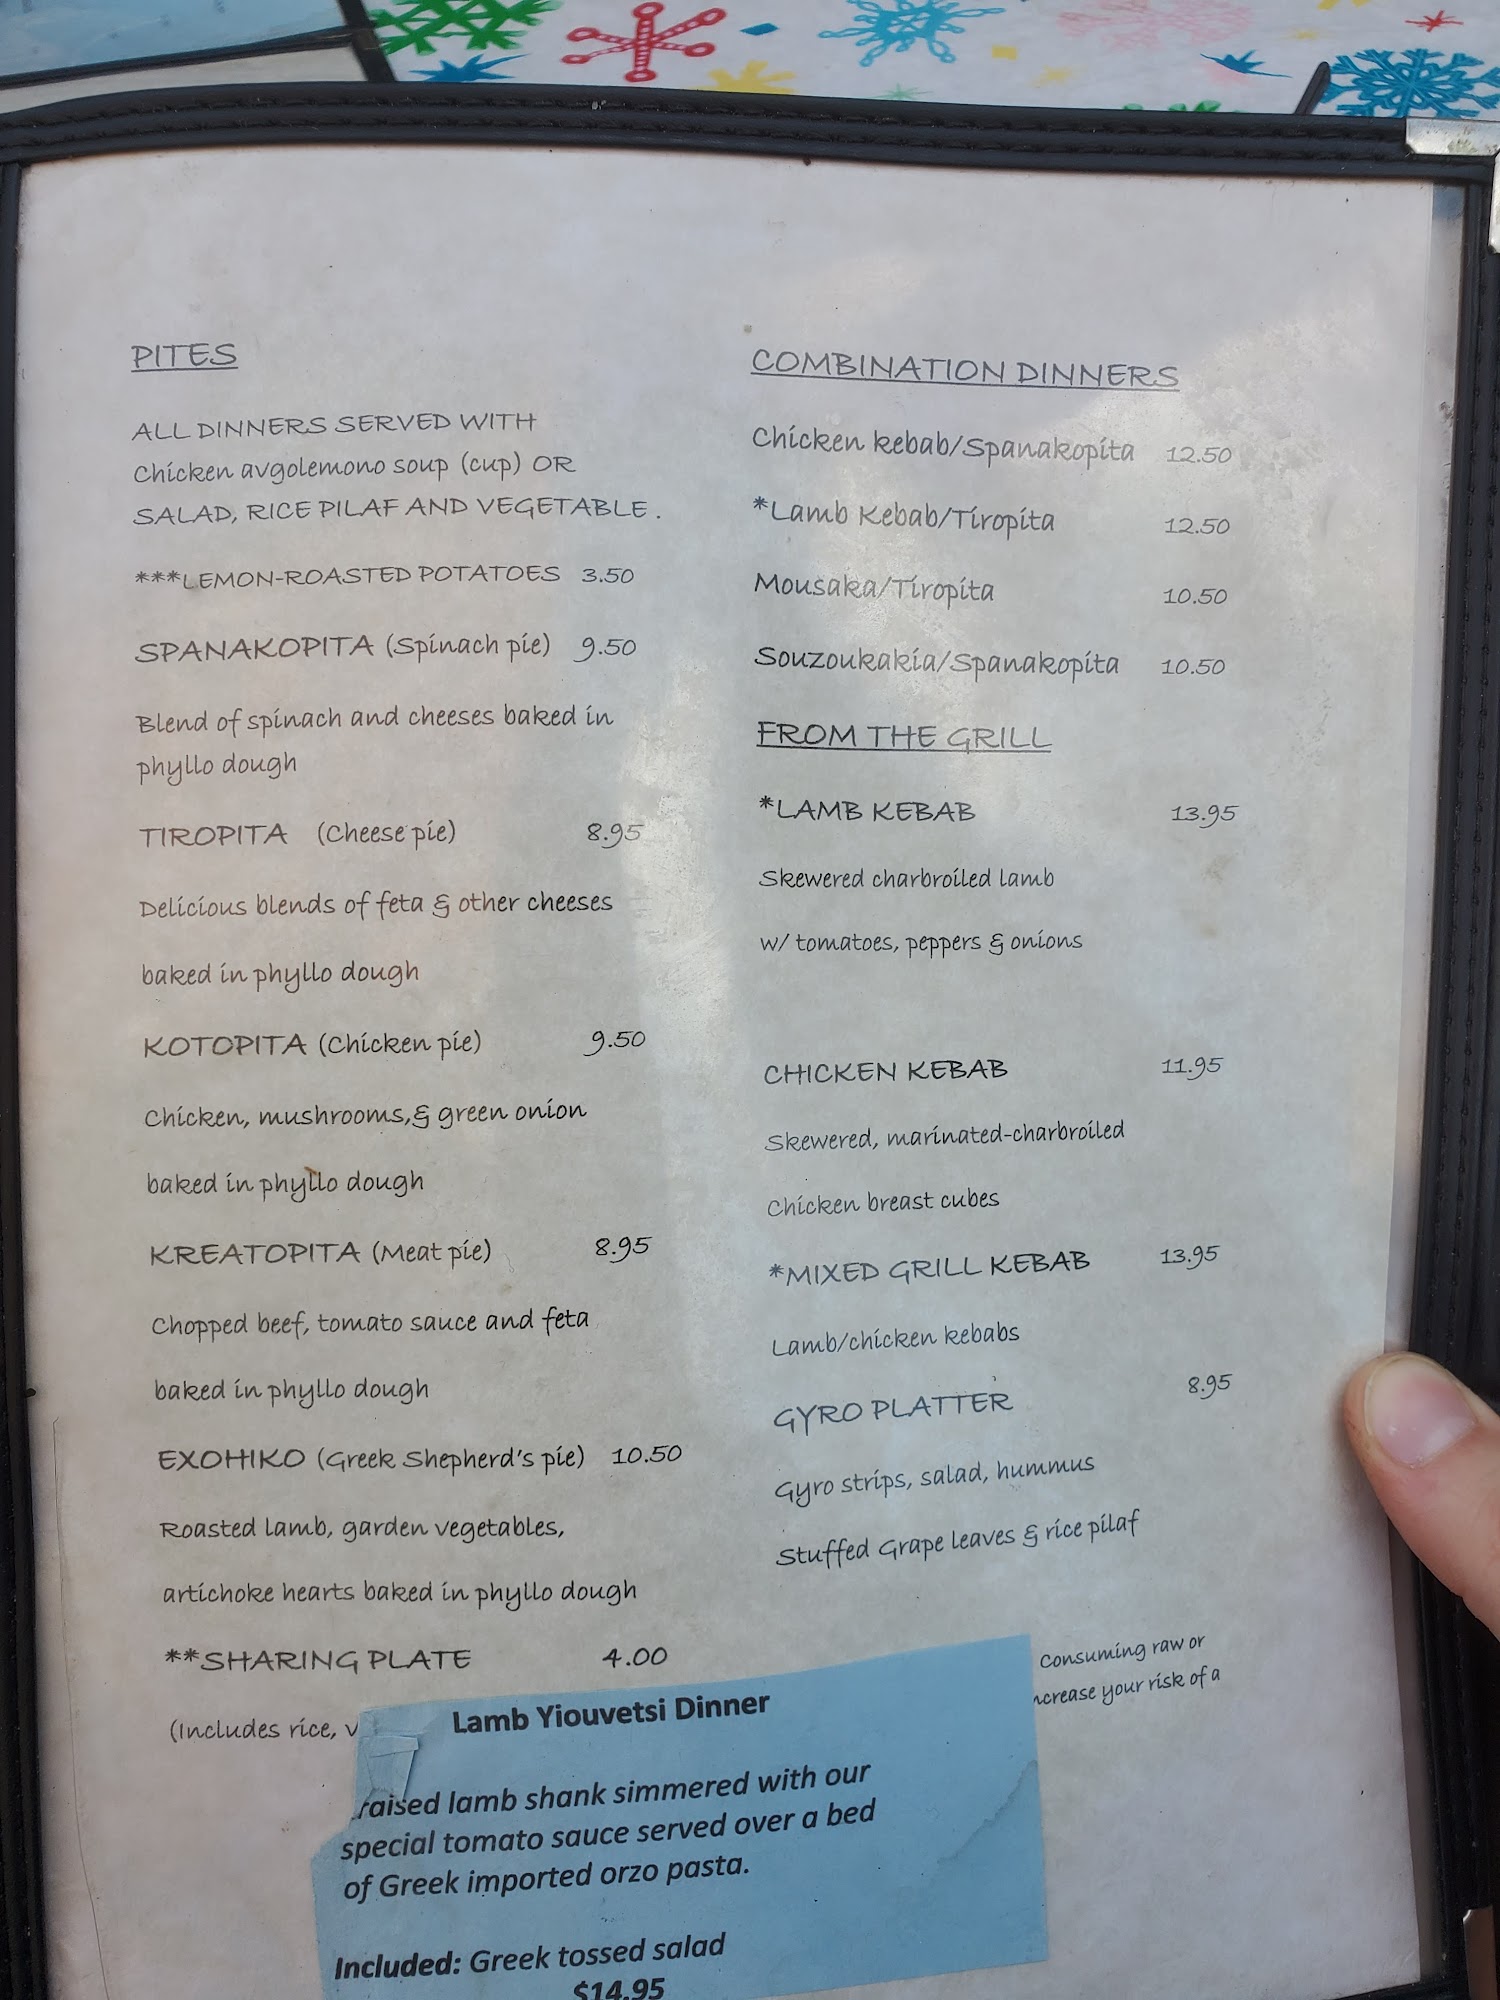 PITES
ALL DINNERS SERVED WITH
Chicken avgolemono soup (cup) OR
SALAD, RICE PILAF AND VEGETABLE.
***LEMON-ROASTED POTATOES 3.50
SPANAKOPITA (Spinach pie) 9.50
Blend of spinach and cheeses baked in
phyllo dough
TIROPITA (Cheese pie) 8.95
Delicious blends of feta & other cheeses
baked in phyllo dough
KOTOPITA (Chicken pie) 9.50
Chicken, mushrooms,& green onion
baked in phyllo dough
KREATOPITA (Meat pie) 8.95
Chopped beef, tomato sauce and feta
baked in phyllo dough
EXOHIKO (Greek Shepherd's pie) 10.50
Roasted lamb, garden vegetables,
artichoke hearts baked in phyllo dough
**SHARING PLATE 4.00
(Includes rice,
COMBINATION DINNERS
Chicken kebab/Spanakopita 12.50
*Lamb Kebab/Tiropita 12.50
Mousaka/Tiropita 10.50
Souzoukakia/Spanakopita 10.50
FROM THE GRILL
*LAMB KEBAB 13.95
Skewered charbroiled lamb
w/ tomatoes, peppers & onions
CHICKEN KEBAB 11.95
Skewered, marinated-charbroiled
Chicken breast cubes
*MIXED GRILL KEBAB 13.95
Lamb/chicken kebabs
GYRO PLATTER 8.95
Gyro strips, salad, hummus
Stuffed Grape leaves & rice pilaf
Consuming raw or
your risk of a
Lamb Yiouvetsi Dinner
lamb shank simmered with our
special tomato sauce served over a bed
of Greek imported orzo pasta.
Included: Greek tossed salad
$14.95